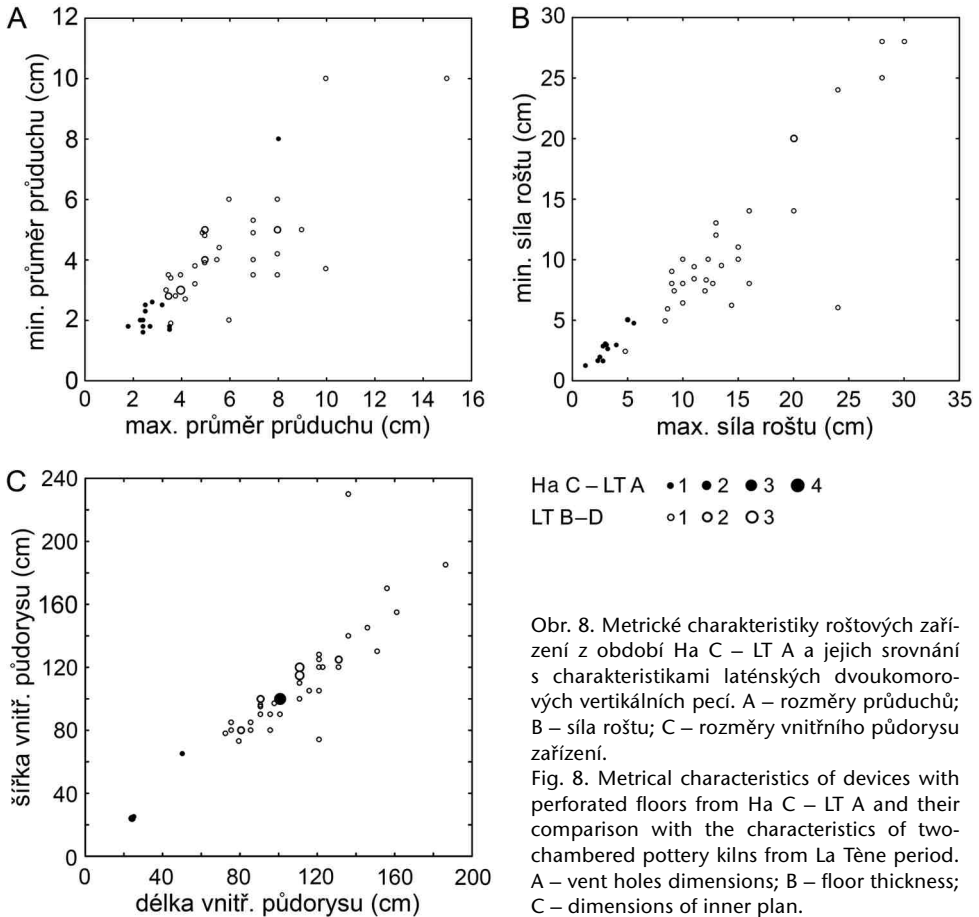 A
12
10
8
6
4
2
0
min. průměr průduchu (cm)
0 2 4 6 8 10 12 14 16
max. průměr průduchu (cm)
B
30
25
20
15
10
5
0
min. síla roštu (cm)
0 5 10 15 20 25 30 35
max. síla roštu (cm)
C
240
200
160
120
80
40
0
šířka vnitř. půdorysu (cm)
0 40 80 120 160 200
délka vnitř. půdorysu (cm)
Ha C – LT A 1 2 3 4
LT B–D 1 2 3
Obr. 8. Metrické charakteristiky roštových zaří-
zení z období Ha C – LT A a jejich srovnání
s charakteristikami laténských dvoukomoro-
vých vertikálních pecí. A – rozměry průduchů;
B – síla roštu; C – rozměry vnitřního půdorysu
zařízení.
Fig. 8. Metrical characteristics of devices with
perforated floors from Ha C – LT A and their
comparison with the characteristics of two-
chambered pottery kilns from La Tène period.
A – vent holes dimensions; B – floor thickness;
C – dimensions of inner plan.